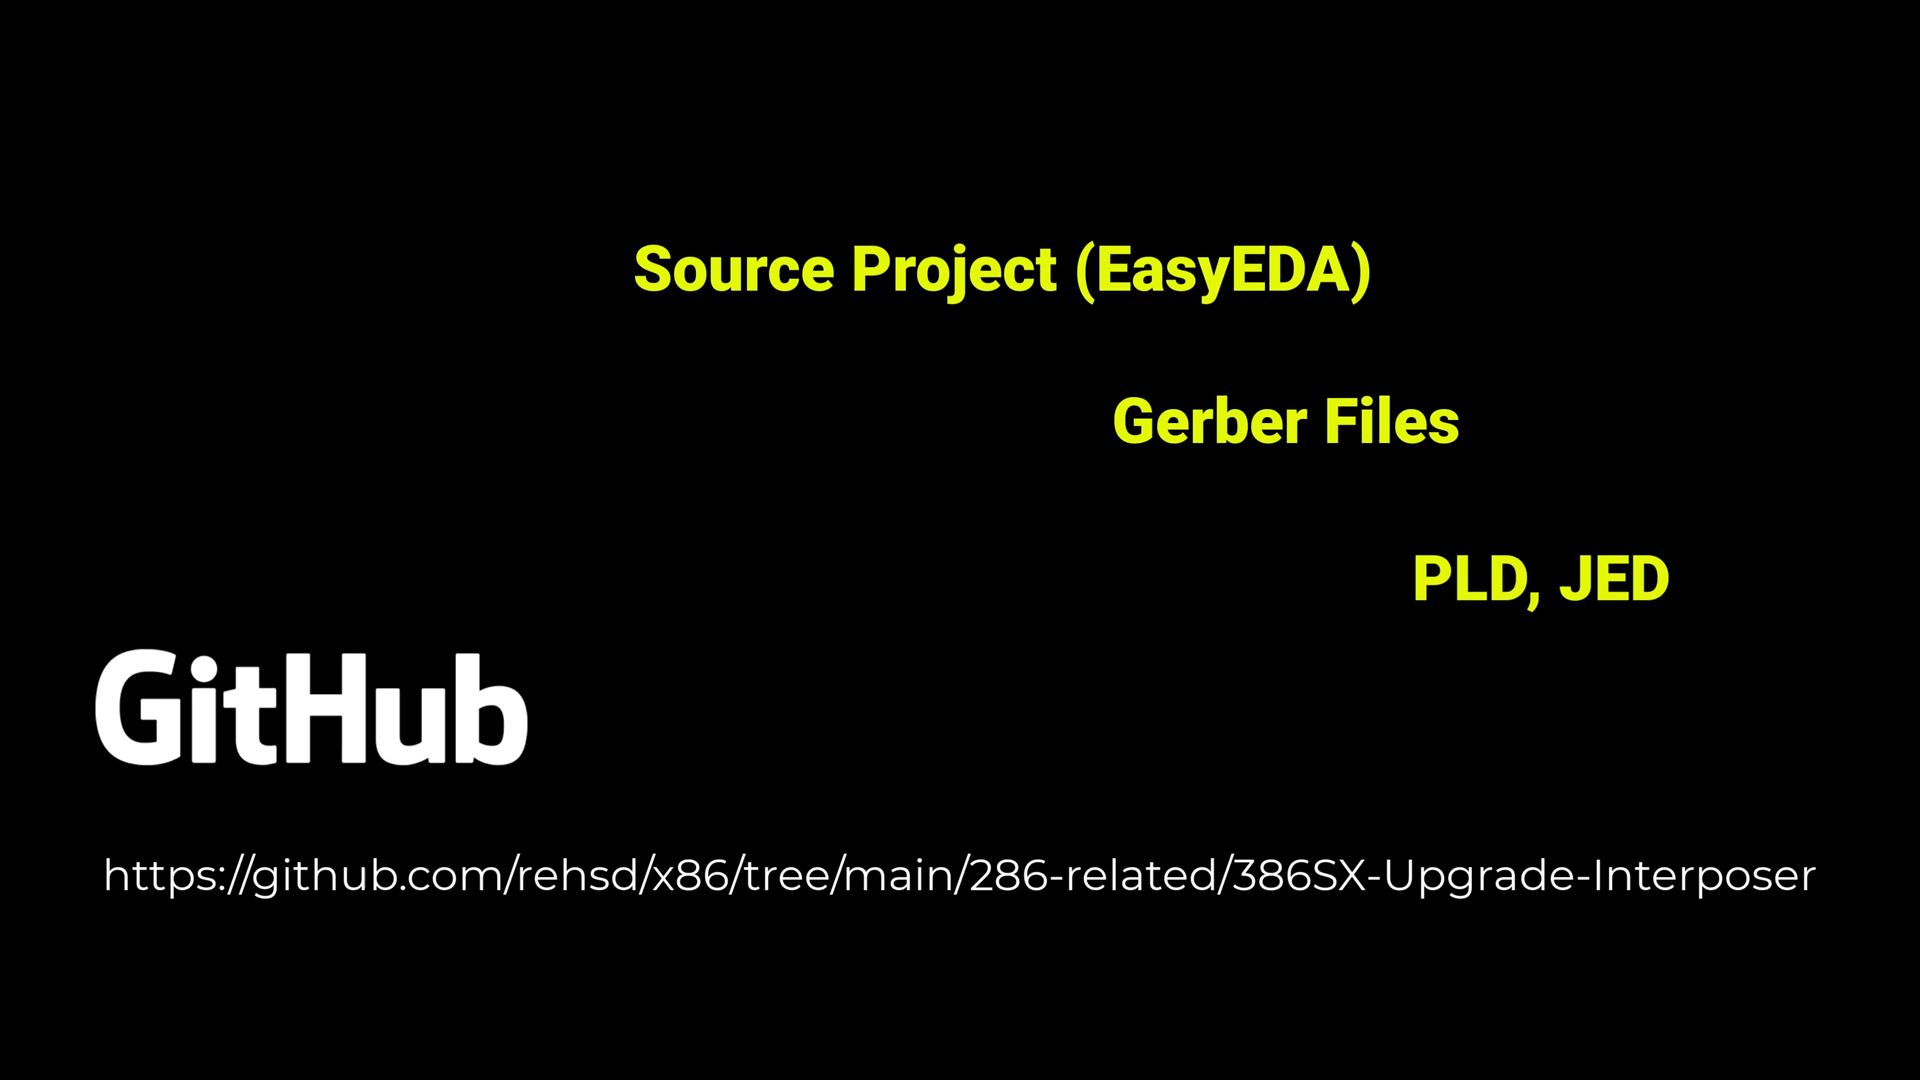 Source Project (EasyEDA)
Gerber Files
PLD, JED
GitHub
https://github.com/rehsd/x86/tree/main/286-related/386SX-Upgrade-Interposer